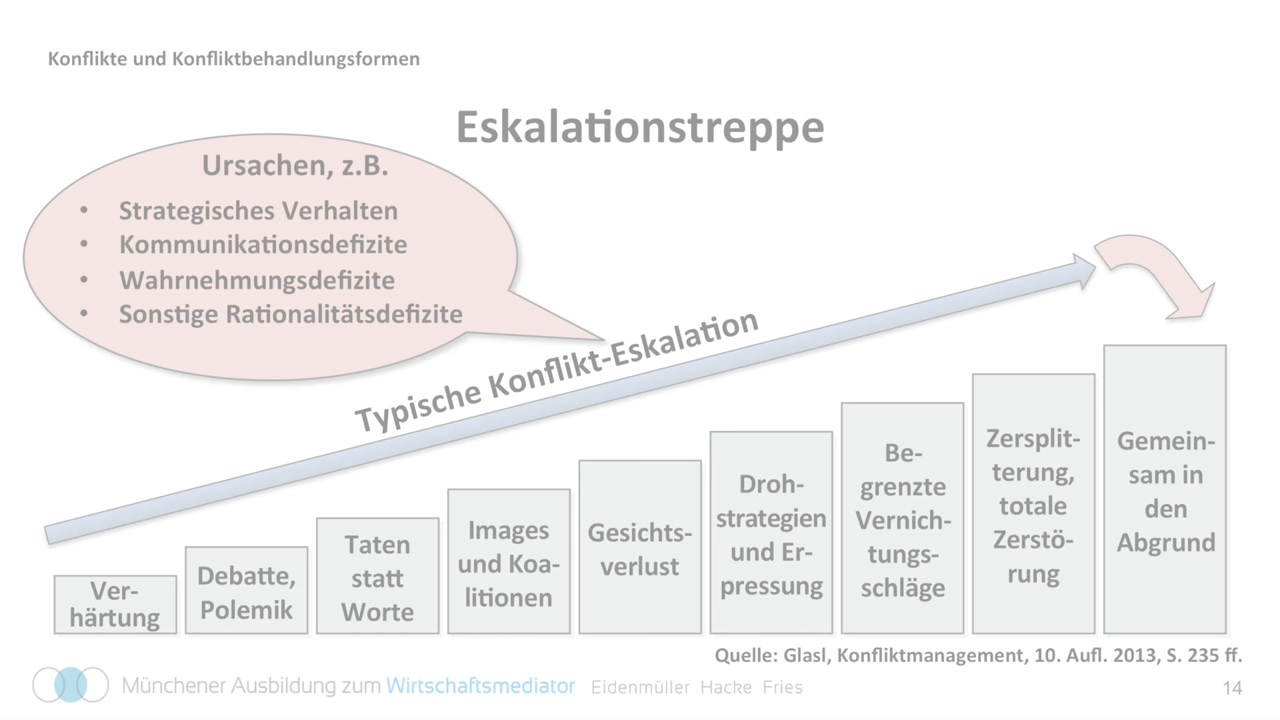 Konflikte und Konfliktbehandlungsformen
Eskalationstreppe
Ursachen, z.B.
• Strategisches Verhalten
• Kommunikationsdefizite
• Wahrnehmungsdefizite
• Sonstige Rationalitätsdefizite
Typische Konflikt-Eskalation
Ver-
härtung
Debatte,
Polemik
Taten
statt
Worte
Images
und Koa-
litionen
Gesichts-
verlust
Droh-
strategien
und Er-
pressung
Be-
grenzte
Vernich-
tungs-
schläge
Zersplit-
terung,
totale
Zerstö-
rung
Gemein-
sam in
den
Abgrund
Quelle: Glasl, Konfliktmanagement, 10. Aufl. 2013, S. 235 ff.
Münchener Ausbildung zum Wirtschaftsmediator Eidenmüller Hacke Fries
14